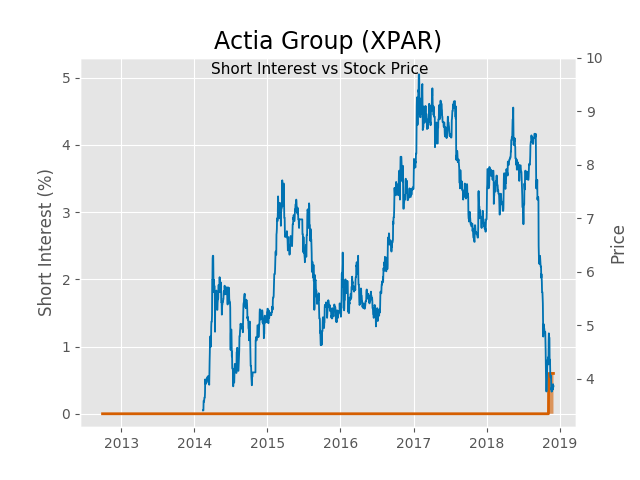 Actia Group (XPAR)
Short Interest vs Stock Price
Short Interest (%)
5
4
3
2
1
0
10
9
8
7
6
5
4
Price
2013 2014 2015 2016 2017 2018 2019